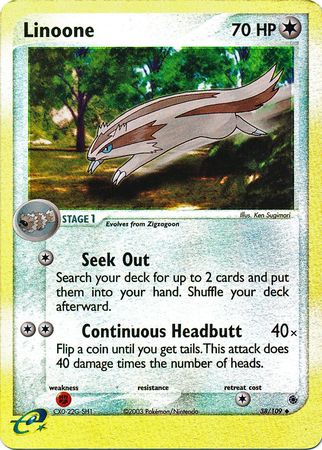 Linoone 70 HP
Illus. Ken Sugimori
STAGE 1 Evolves from Zigzagoon
Seek Out
Search your deck for up to 2 cards and put
them into your hand. Shuffle your deck
afterward.
Continuous Headbutt 40×
Flip a coin until you get tails. This attack does
40 damage times the number of heads.
weakness resistance retreat cost
©2003 Pokémon/Nintendo 38/109
e